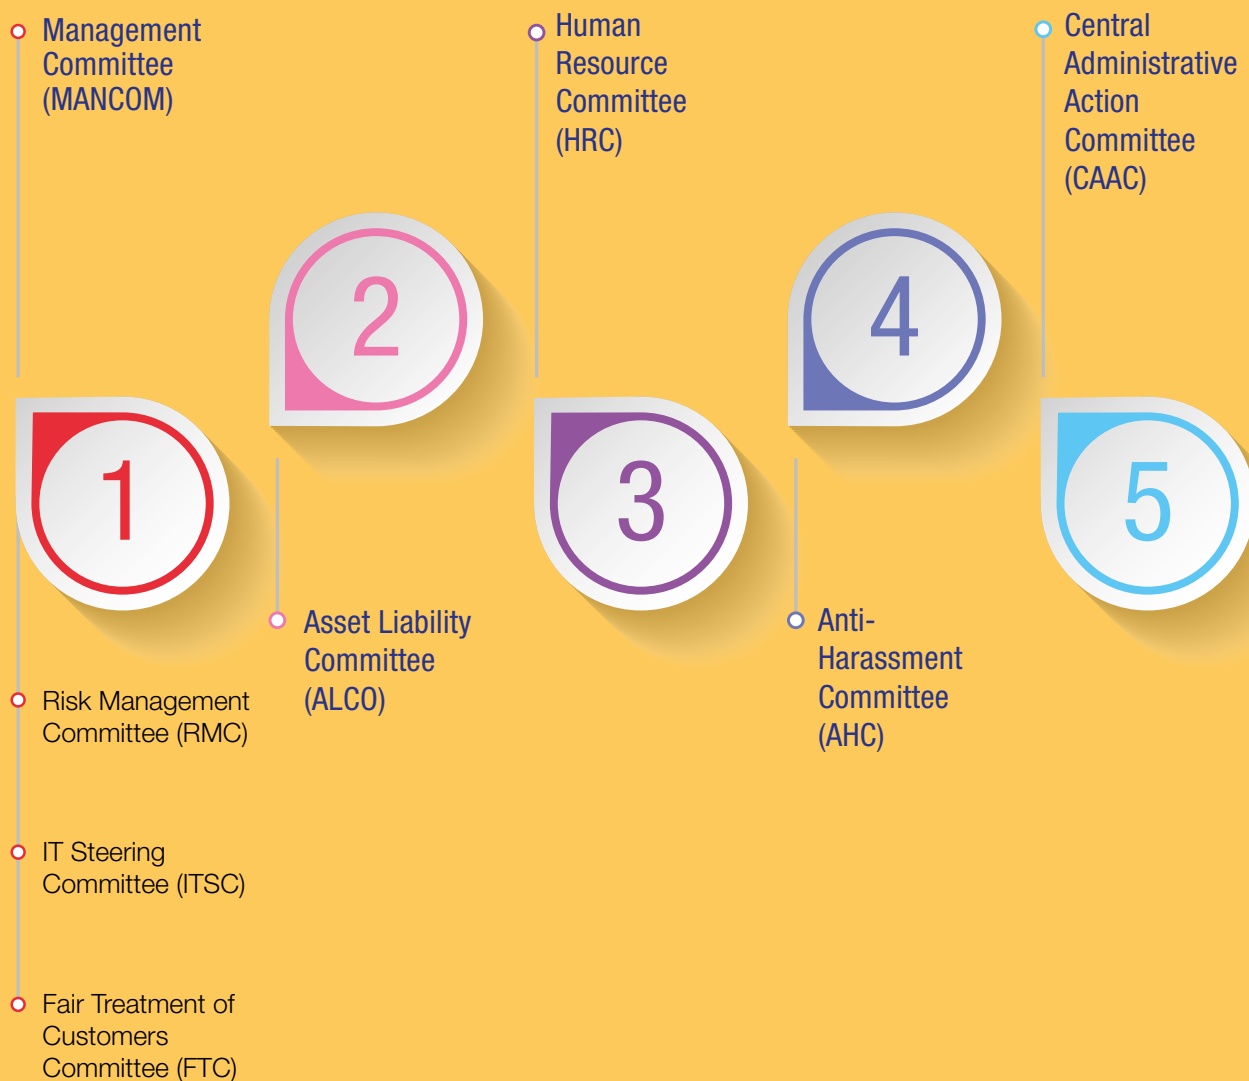 Management
Committee
(MANCOM)
1
Risk Management
Committee (RMC)
IT Steering
Committee (ITSC)
Fair Treatment of
Customers
Committee (FTC)
2
Asset Liability
Committee
(ALCO)
Human
Resource
Committee
(HRC)
3
4
Anti-
Harassment
Committee
(AHC)
Central
Administrative
Action
Committee
(CAAC)
5